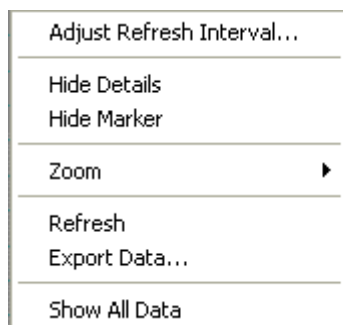 Adjust Refresh Interval...
Hide Details
Hide Marker
Zoom
Refresh
Export Data...
Show All Data